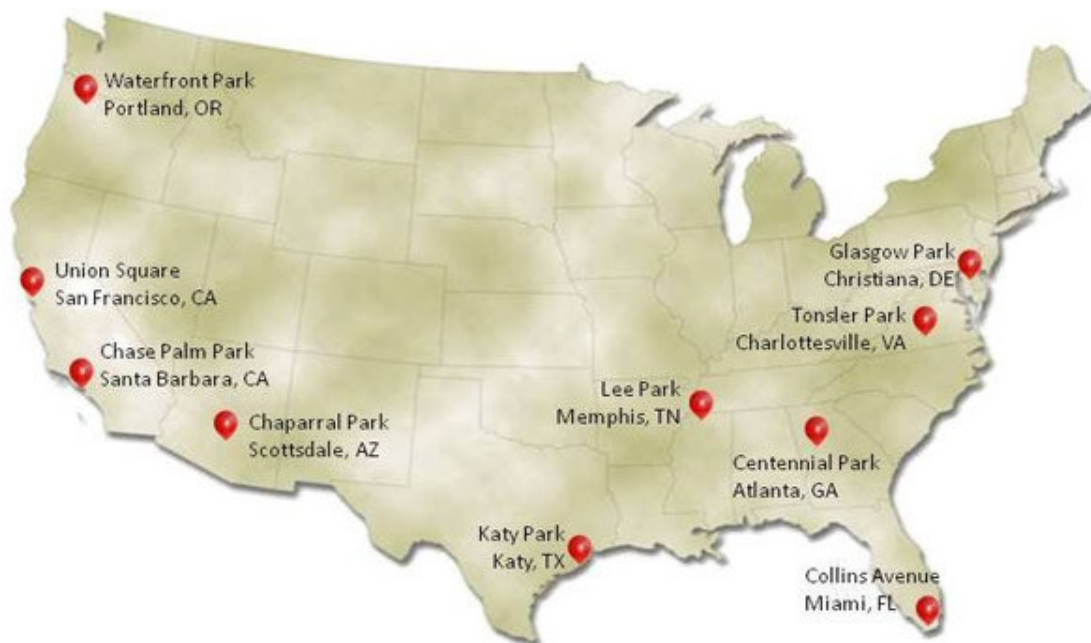 Waterfront Park
Portland, OR
Glasgow Park
Christiana, DE
Union Square
San Francisco, CA
Tonsler Park
Charlottesville, VA
Chase Palm Park
Santa Barbara, CA
Lee Park
Memphis, TN
Chaparral Park
Scottsdale, AZ
Centennial Park
Atlanta, GA
Katy Park
Katy, TX
Collins Avenue
Miami, FL